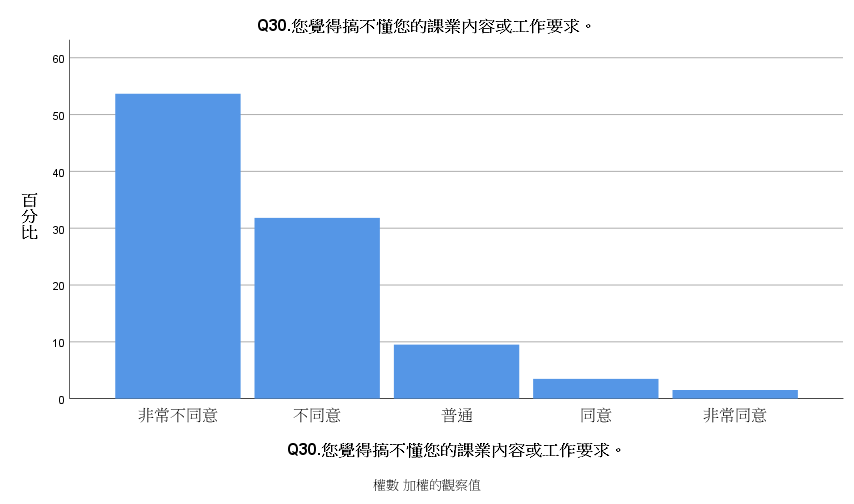 Q30.您覺得搞不懂您的課業內容或工作要求。
60
50
40
30
20
10
0
百分比
非常不同意
不同意
普通
同意
非常同意
Q30.您覺得搞不懂您的課業內容或工作要求。
權數 加權的觀察值